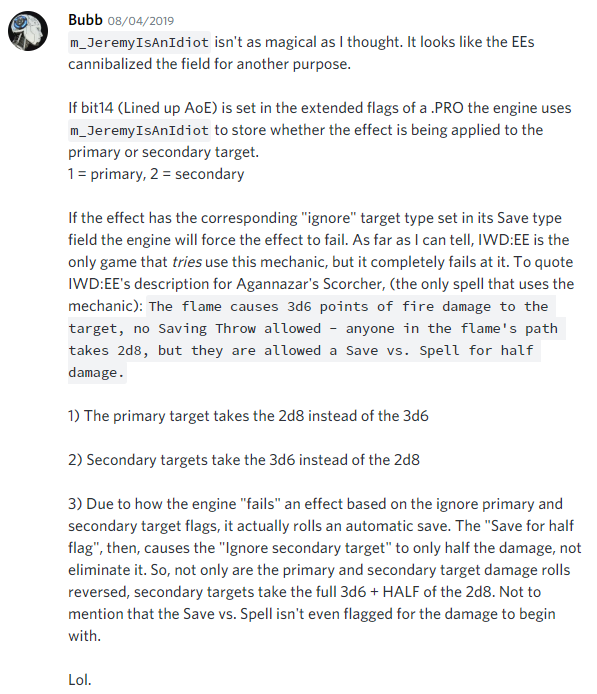 Bubb 08/04/2019
m_JeremyIsAnIdiot isn't as magical as I thought. It looks like the EEs
cannibalized the field for another purpose.
If bit14 (Lined up AoE) is set in the extended flags of a .PRO the engine uses
m_JeremyIsAnIdiot to store whether the effect is being applied to the
primary or secondary target.
1 = primary, 2 = secondary
If the effect has the corresponding "ignore" target type set in its Save type
field the engine will force the effect to fail. As far as I can tell, IWD:EE is the
only game that tries use this mechanic, but it completely fails at it. To quote
IWD:EE's description for Agannazar's Scorcher, (the only spell that uses the
mechanic): The flame causes 3d6 points of fire damage to the
target, no Saving Throw allowed – anyone in the flame's path
takes 2d8, but they are allowed a Save vs. Spell for half
damage.
1) The primary target takes the 2d8 instead of the 3d6
2) Secondary targets take the 3d6 instead of the 2d8
3) Due to how the engine "fails" an effect based on the ignore primary and
secondary target flags, it actually rolls an automatic save. The "Save for half
flag", then, causes the "Ignore secondary target" to only half the damage, not
eliminate it. So, not only are the primary and secondary target damage rolls
reversed, secondary targets take the full 3d6 + HALF of the 2d8. Not to
mention that the Save vs. Spell isn't even flagged for the damage to begin
with.
Lol.